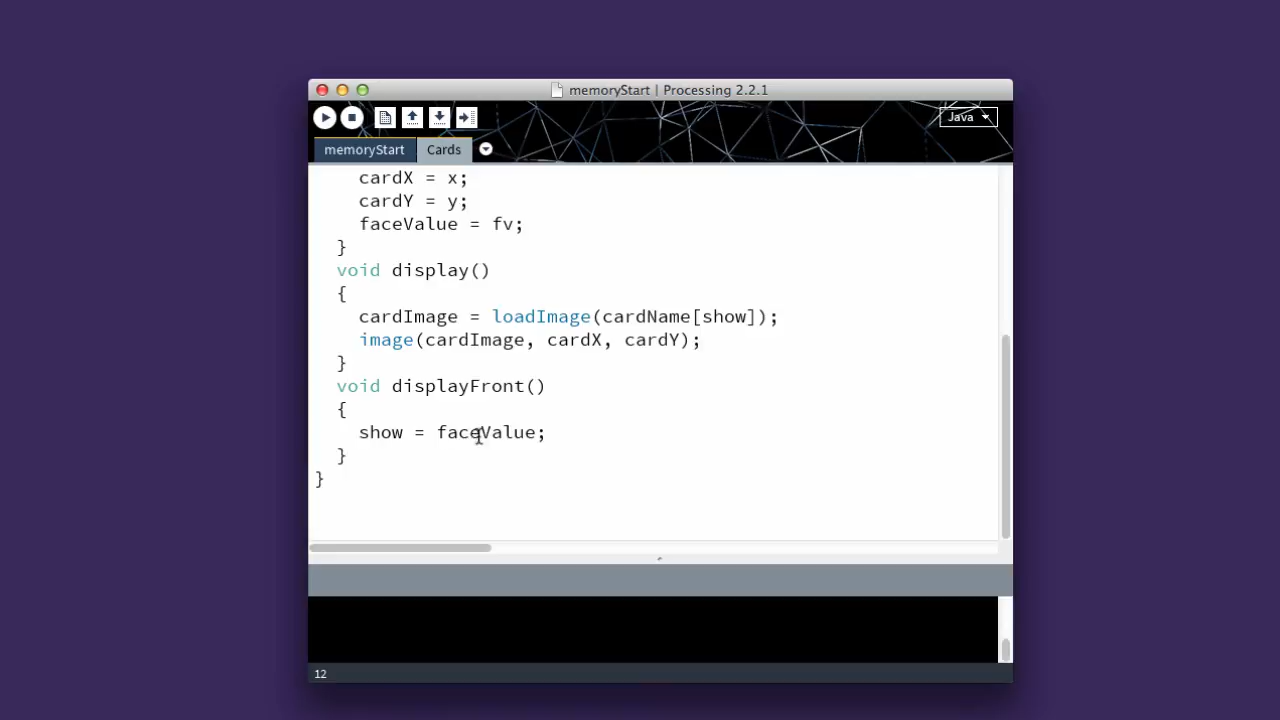 memoryStart | Processing 2.2.1
Java
memoryStart Cards
cardX = x;
cardY = y;
faceValue = fv;
}
void display()
{
cardImage = loadImage(cardName[show]);
image(cardImage, cardX, cardY);
}
void displayFront()
{
show = faceValue;
}
}
12